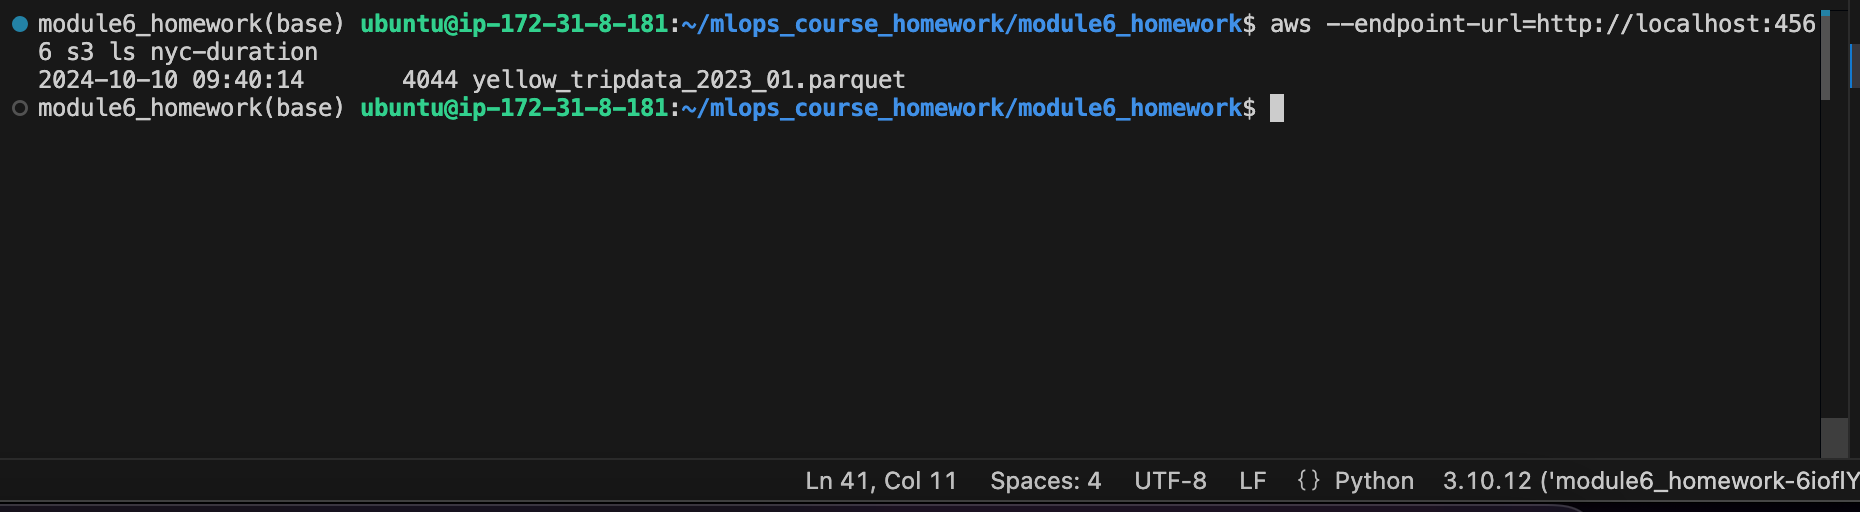 module6_homework(base) ubuntu@ip-172-31-8-181:~/mlops_course_homework/module6_homework$ aws --endpoint-url=http://localhost:456
6 s3 ls nyc-duration
2024-10-10 09:40:14       4044 yellow_tripdata_2023_01.parquet
module6_homework(base) ubuntu@ip-172-31-8-181:~/mlops_course_homework/module6_homework$
Ln 41, Col 11 Spaces: 4 UTF-8 LF {} Python 3.10.12 ('module6_homework-6ioflY